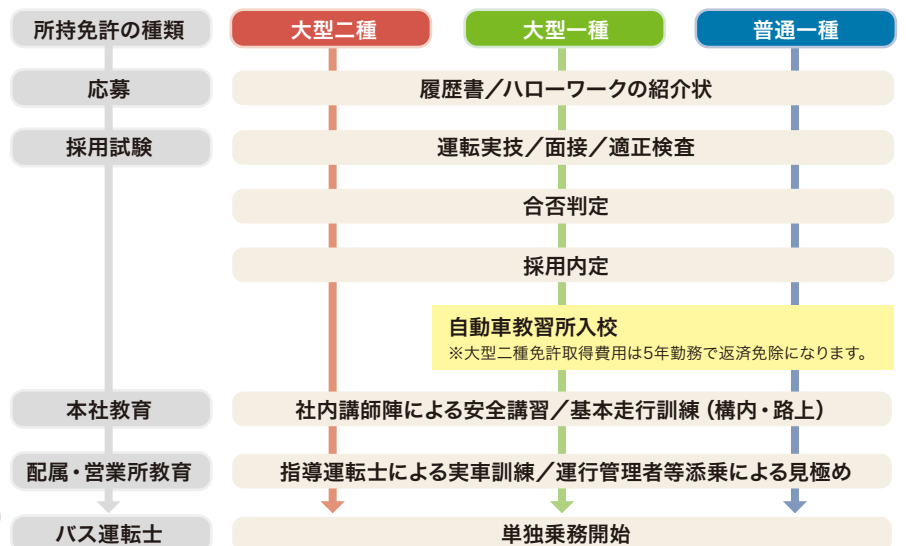 所持免許の種類 大型二種 大型一種 普通一種
応募 履歴書／ハローワークの紹介状
採用試験 運転実技／面接／適正検査
合否判定
採用内定
自動車教習所入校
※大型二種免許取得費用は5年勤務で返済免除になります。
本社教育 社内講師陣による安全講習／基本走行訓練（構内・路上）
配属・営業所教育 指導運転士による実車訓練／運行管理者等添乗による見極め
バス運転士 単独乗務開始